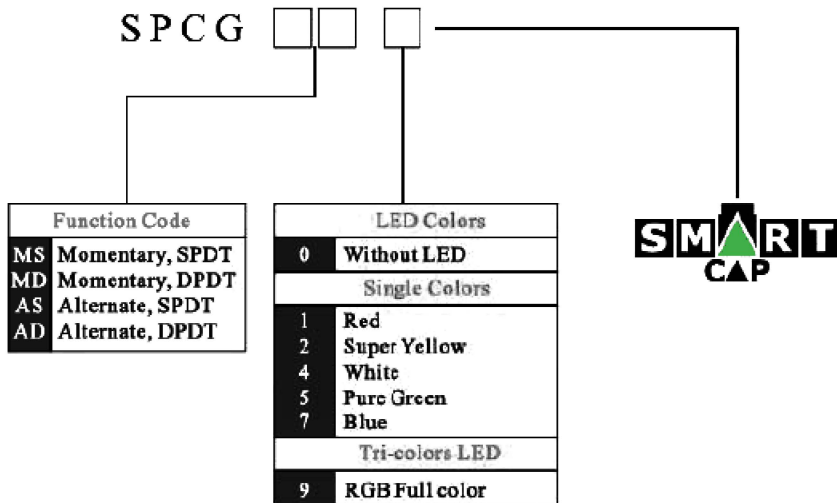 SPCG
Function Code
MS Momentary, SPDT
MD Momentary, DPDT
AS Alternate, SPDT
AD Alternate, DPDT
LED Colors
0 Without LED
Single Colors
1 Red
2 Super Yellow
4 White
5 Pure Green
7 Blue
Tri-colors LED
9 RGB Full color
SMART
CAP